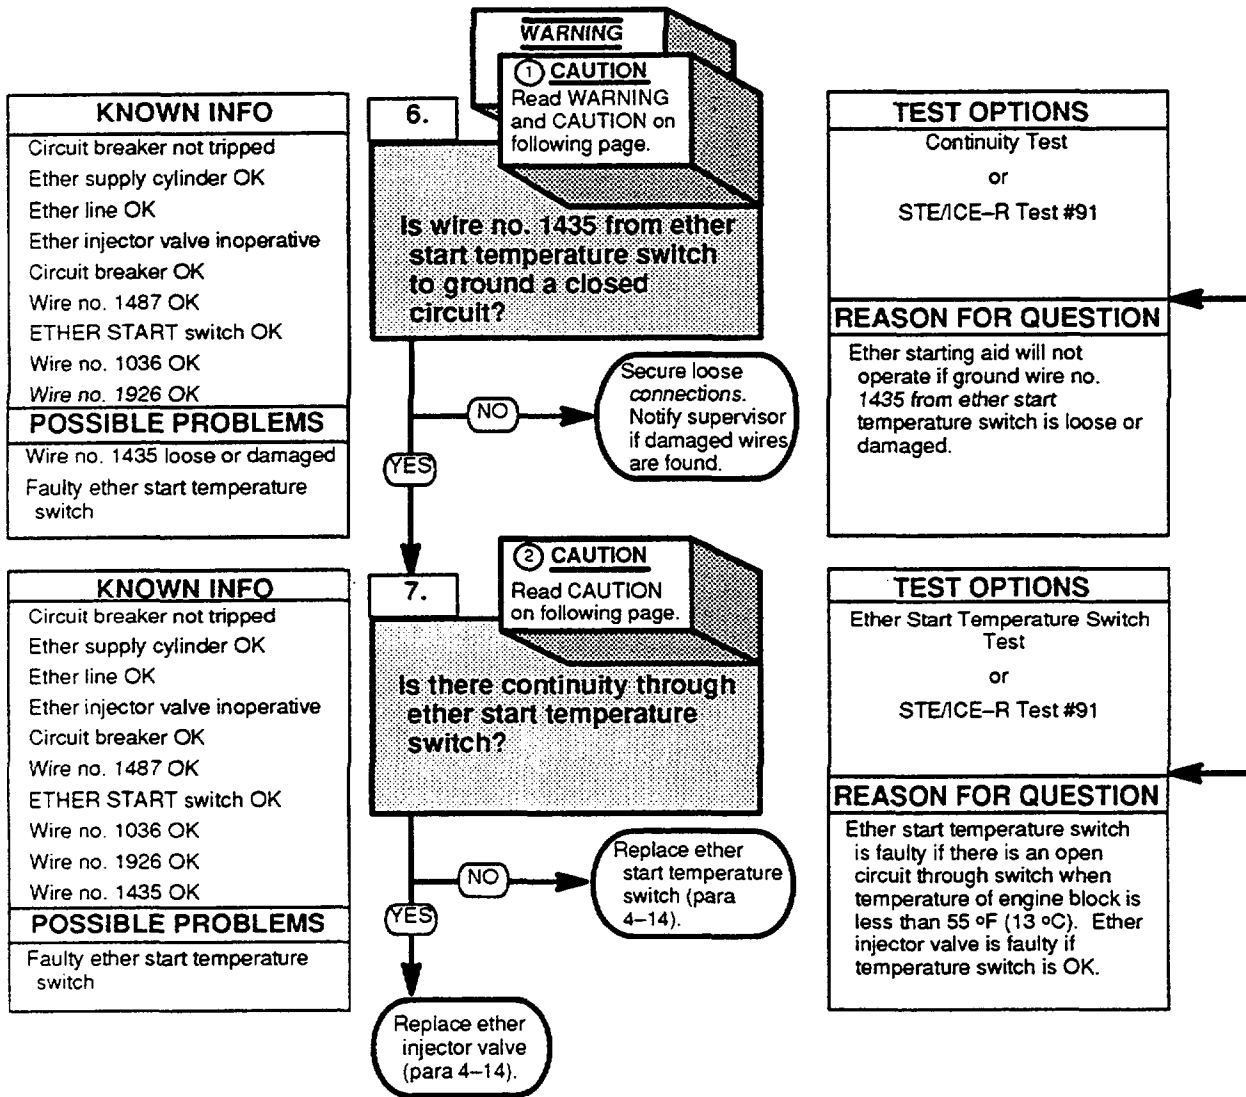 WARNING
① CAUTION
Read WARNING
and CAUTION on
following page.
KNOWN INFO
Circuit breaker not tripped
Ether supply cylinder OK
Ether line OK
Ether injector valve inoperative
Circuit breaker OK
Wire no. 1487 OK
ETHER START switch OK
Wire no. 1036 OK
Wire no. 1926 OK
POSSIBLE PROBLEMS
Wire no. 1435 loose or damaged
Faulty ether start temperature
switch
6.
Is wire no. 1435 from ether
start temperature switch
to ground a closed
circuit?
NO
Secure loose
connections.
Notify supervisor
if damaged wires
are found.
YES
TEST OPTIONS
Continuity Test
or
STE/ICE–R Test #91
REASON FOR QUESTION
Ether starting aid will not
operate if ground wire no.
1435 from ether start
temperature switch is loose or
damaged.
KNOWN INFO
Circuit breaker not tripped
Ether supply cylinder OK
Ether line OK
Ether injector valve inoperative
Circuit breaker OK
Wire no. 1487 OK
ETHER START switch OK
Wire no. 1036 OK
Wire no. 1926 OK
Wire no. 1435 OK
POSSIBLE PROBLEMS
Faulty ether start temperature
switch
② CAUTION
Read CAUTION
on following page.
7.
Is there continuity through
ether start temperature
switch?
NO
Replace ether
start temperature
switch (para
4–14).
YES
Replace ether
injector valve
(para 4–14).
TEST OPTIONS
Ether Start Temperature Switch
Test
or
STE/ICE–R Test #91
REASON FOR QUESTION
Ether start temperature switch
is faulty if there is an open
circuit through switch when
temperature of engine block is
less than 55 ºF (13 ºC). Ether
injector valve is faulty if
temperature switch is OK.